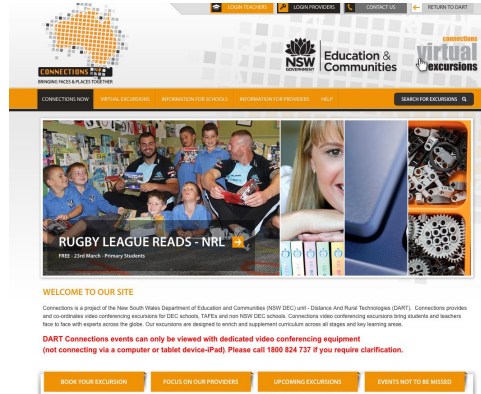 LOGIN TEACHERS
LOGIN PROVIDERS
CONTACT US
RETURN TO DART
CONNECTIONS
BRINGING FACES & PLACES TOGETHER
NSW
GOVERNMENT
Education &
Communities
connections
virtual
excursions
CONNECTIONS NOW
VIRTUAL EXCURSIONS
INFORMATION FOR SCHOOLS
INFORMATION FOR PROVIDERS
HELP
SEARCH FOR EXCURSIONS
RUGBY LEAGUE READS - NRL
FREE - 23rd March - Primary Students
WELCOME TO OUR SITE
Connections is a project of the New South Wales Department of Education and Communities (NSW DEC) unit - Distance And Rural Technologies (DART). Connections provides
and co-ordinates video conferencing excursions for DEC schools, TAFEs and non NSW DEC schools. Connections video conferencing excursions bring students and teachers
face to face with experts across the globe. Our excursions are designed to enrich and supplement curriculum across all stages and key learning areas.
DART Connections events can only be viewed with dedicated video conferencing equipment
(not connecting via a computer or tablet device-iPad). Please call 1800 824 737 if you require clarification.
BOOK YOUR EXCURSION
FOCUS ON OUR PROVIDERS
UPCOMING EXCURSIONS
EVENTS NOT TO BE MISSED